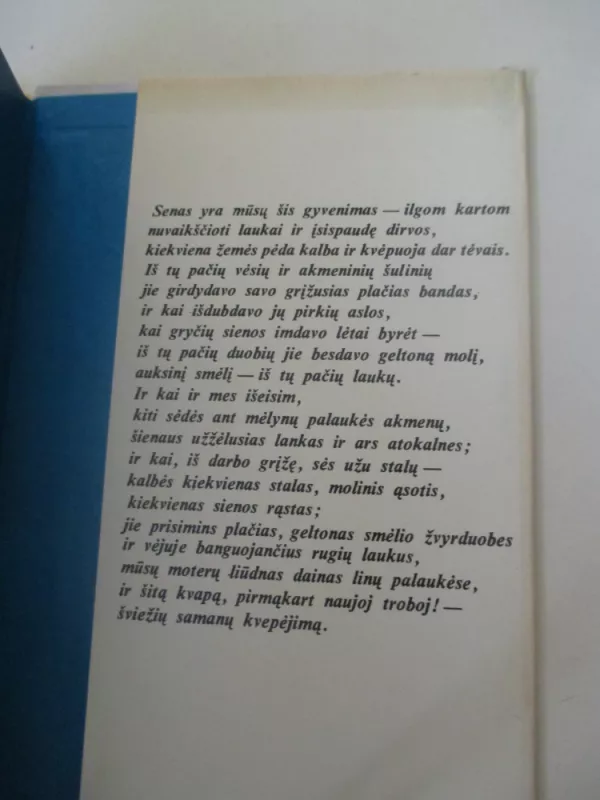 Senas yra mūsų šis gyvenimas — ilgom kartom
nuvaikščioti laukai ir įsispaudę dirvos,
kiekviena žemės pėda kalba ir kvėpuoja dar tėvais.
Iš tų pačių vėsių ir akmeninių šulinių
jie girdydavo savo grįžusias plačias bandas,
ir kai išdubdavo jų pirkių aslos,
kai gryčių sienos imdavo lėtai byrėt —
iš tų pačių duobių jie besdavo geltoną molį,
auksinį smėlį — iš tų pačių laukų.
Ir kai ir mes išeisim,
kiti sėdės ant mėlynų palaukės akmenų,
šienaus užžėlusias lankas ir ars atokalnes;
ir kai, iš darbo grįžę, sės užu stalų —
kalbės kiekvienas stalas, molinis ąsotis,
kiekvienas sienos rąstas;
jie prisimins plačias, geltonas smėlio žvyrduobes
ir vėjuje banguojančius rugių laukus,
mūsų moterų liūdnas dainas linų palaukėse,
ir šitą kvapą, pirmąkart naujoj troboj! —
šviežių samanų kvepėjimą.